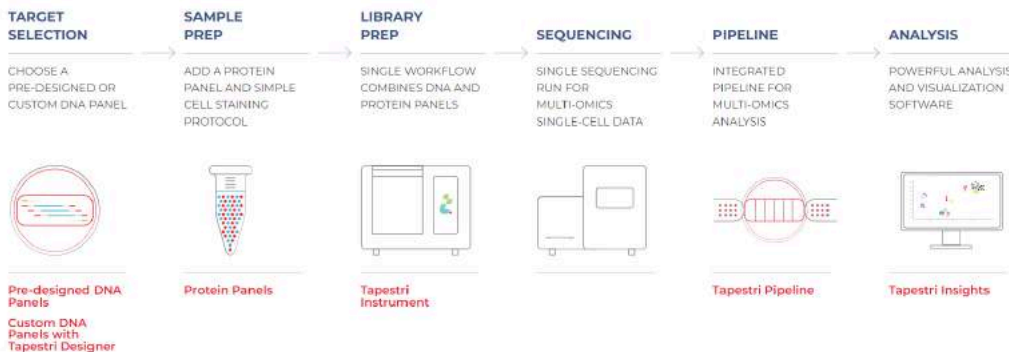 TARGET
SELECTION
CHOOSE A
PRE-DESIGNED OR
CUSTOM DNA PANEL
Pre-designed DNA
Panels
Custom DNA
Panels with
Tapestri Designer
SAMPLE
PREP
ADD A PROTEIN
PANEL AND SIMPLE
CELL STAINING
PROTOCOL
Protein Panels
LIBRARY
PREP
SINGLE WORKFLOW
COMBINES DNA AND
PROTEIN PANELS
Tapestri
Instrument
SEQUENCING
SINGLE SEQUENCING
RUN FOR
MULTI-OMICS
SINGLE-CELL DATA
PIPELINE
INTEGRATED
PIPELINE FOR
MULTI-OMICS
ANALYSIS
Tapestri Pipeline
ANALYSIS
POWERFUL ANALYSIS
AND VISUALIZATION
SOFTWARE
Tapestri Insights